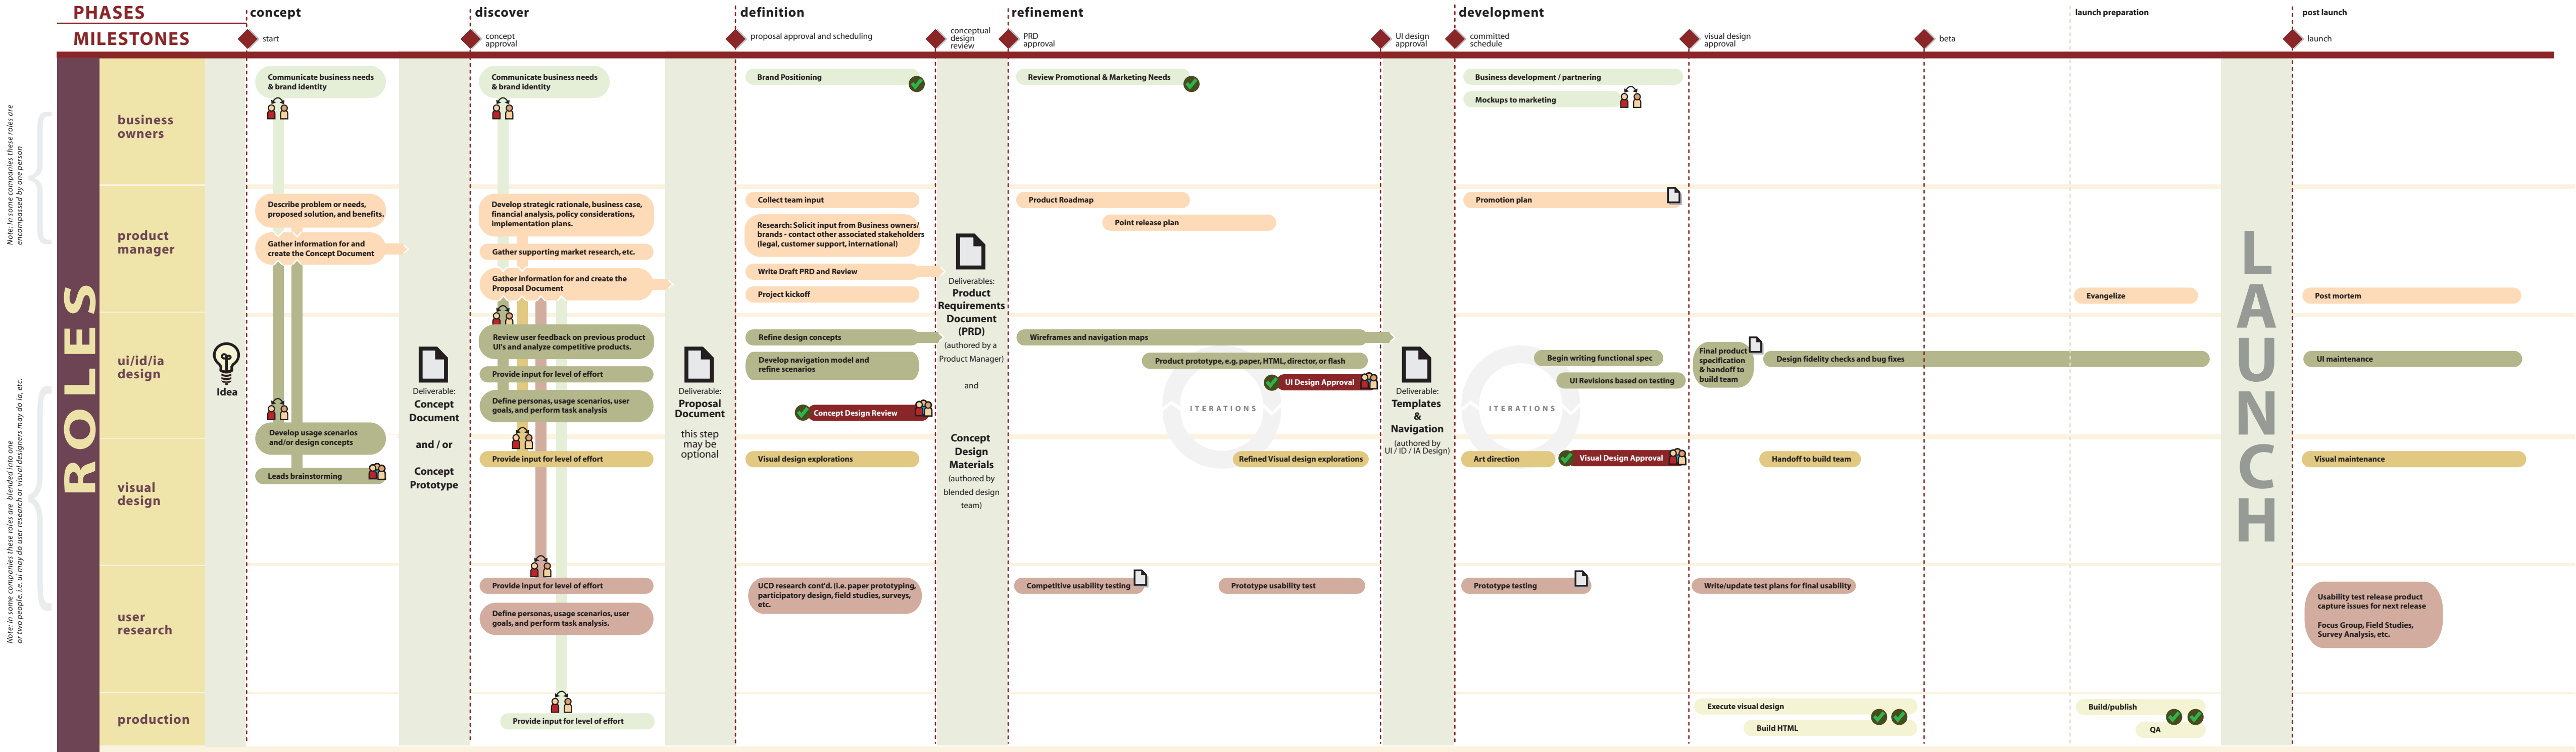 PHASES
concept
discover
definition
refinement
development
launch preparation
post launch
MILESTONES
start
concept
approval
proposal approval and scheduling
conceptual
design
review
PRD
approval
UI design
approval
committed
schedule
visual design
approval
beta
launch
Note: In some companies these roles are
encompassed by one person
Note: In some companies these roles are blended into one
or two people. i.e. ui may do user research or visual designers may do ia, etc.
ROLES
business
owners
Communicate business needs
& brand identity
Communicate business needs
& brand identity
Brand Positioning
Review Promotional & Marketing Needs
Business development / partnering
Mockups to marketing
product
manager
Describe problem or needs,
proposed solution, and benefits.
Gather information for and
create the Concept Document
Develop strategic rationale, business case,
financial analysis, policy considerations,
implementation plans.
Gather supporting market research, etc.
Gather information for and create the
Proposal Document
Collect team input
Research: Solicit input from Business owners/
brands - contact other associated stakeholders
(legal, customer support, international)
Write Draft PRD and Review
Project kickoff
Product Roadmap
Point release plan
Promotion plan
Evangelize
Post mortem
ui/id/ia
design
Idea
Develop usage scenarios
and/or design concepts
Leads brainstorming
Deliverable:
Concept
Document
and / or
Concept
Prototype
Review user feedback on previous product
UI's and analyze competitive products.
Provide input for level of effort
Define personas, usage scenarios, user
goals, and perform task analysis
Deliverable:
Proposal
Document
this step
may be
optional
Refine design concepts
Develop navigation model and
refine scenarios
Concept Design Review
Deliverables:
Product
Requirements
Document
(PRD)
(authored by a
Product Manager)
and
Concept
Design
Materials
(authored by
blended design
team)
Wireframes and navigation maps
Product prototype, e.g. paper, HTML, director, or flash
UI Design Approval
ITERATIONS
Deliverable:
Templates
&
Navigation
(authored by
UI / ID / IA Design)
Begin writing functional spec
UI Revisions based on testing
ITERATIONS
Final product
specification
& handoff to
build team
Design fidelity checks and bug fixes
LAUNCH
UI maintenance
visual
design
Provide input for level of effort
Visual design explorations
Refined Visual design explorations
Art direction
Visual Design Approval
Handoff to build team
Visual maintenance
user
research
Provide input for level of effort
Define personas, usage scenarios, user
goals, and perform task analysis.
UCD research cont'd. (i.e. paper prototyping,
participatory design, field studies, surveys,
etc.
Competitive usability testing
Prototype usability test
Prototype testing
Write/update test plans for final usability
Usability test release product
capture issues for next release
Focus Group, Field Studies,
Survey Analysis, etc.
production
Provide input for level of effort
Execute visual design
Build HTML
Build/publish
QA